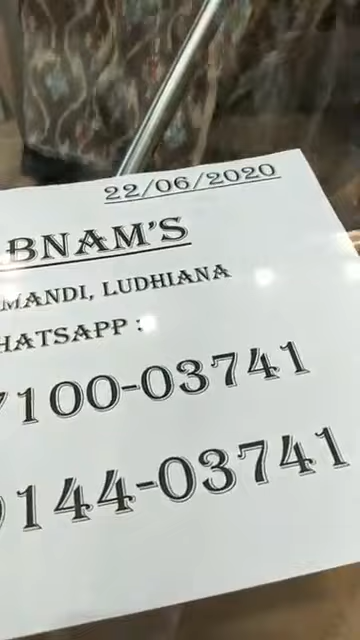 22/06/2020
BNAM'S
MANDI, LUDHIANA
HATSAPP :
7100-03741
9144-03741